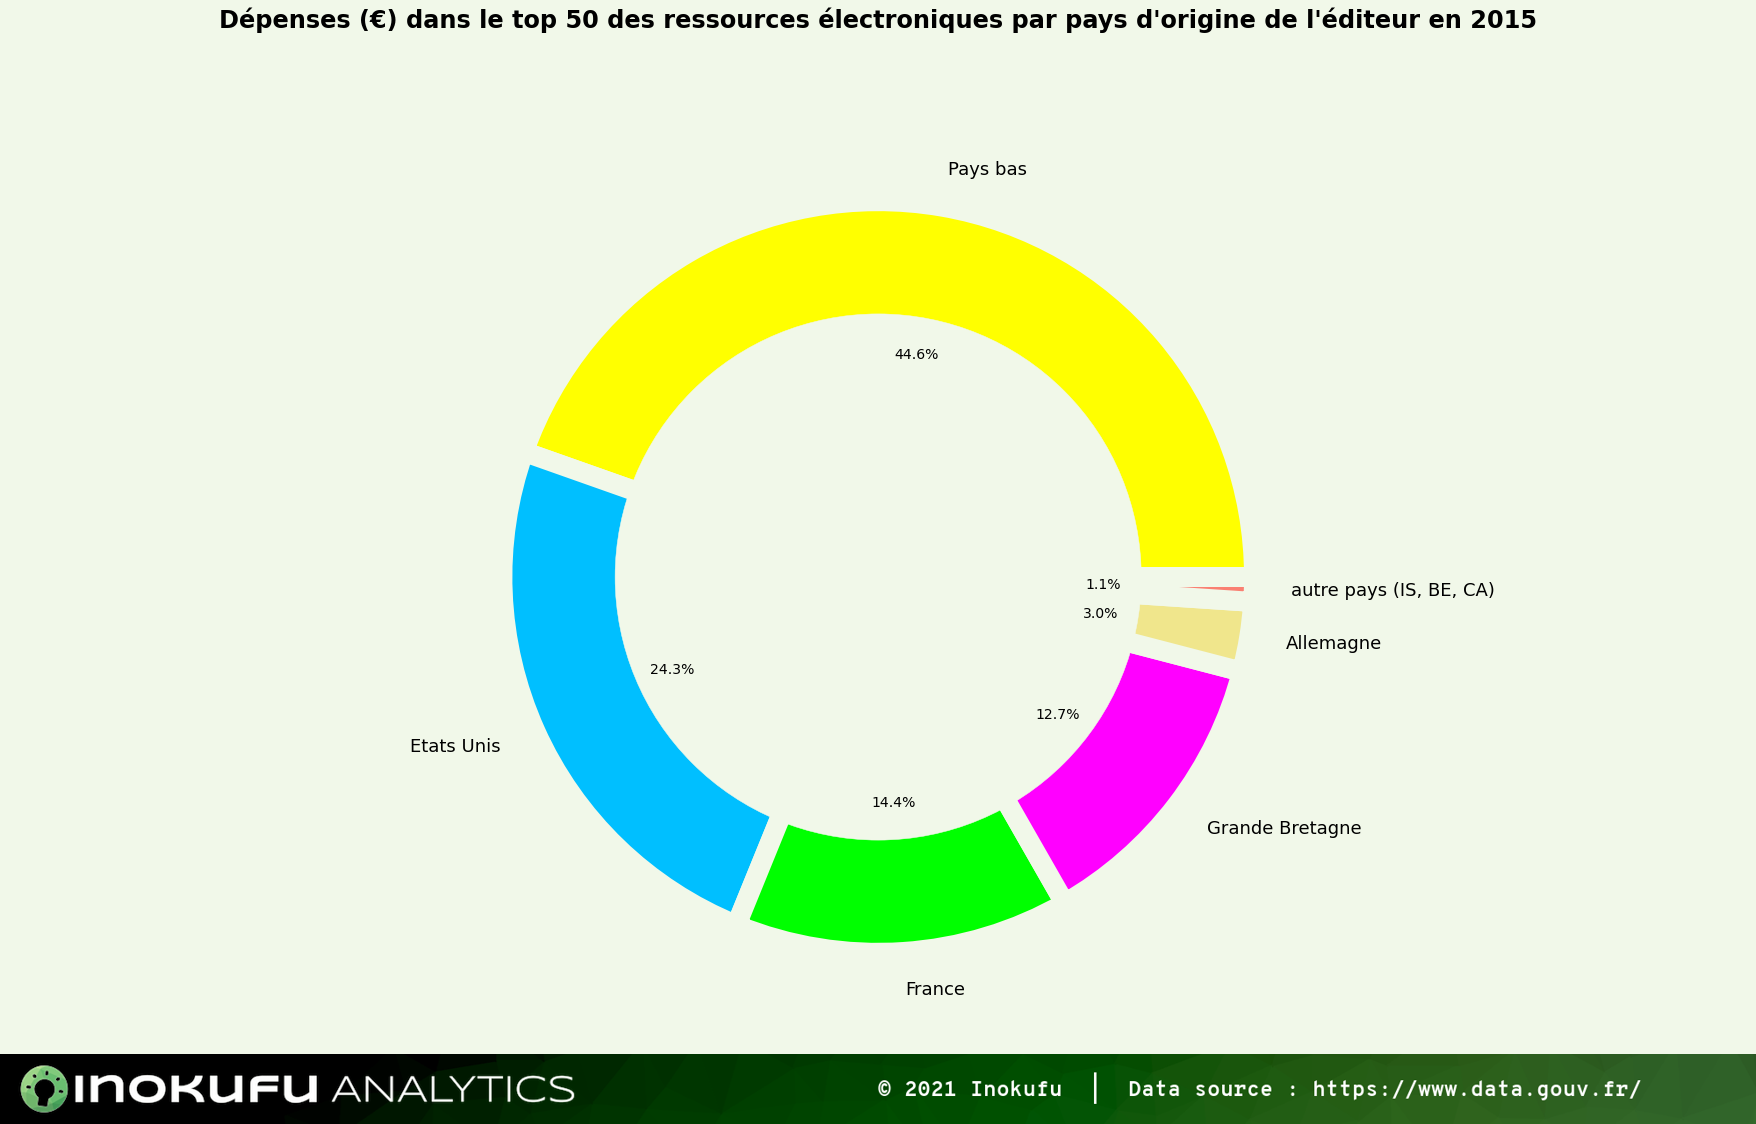 Dépenses (€) dans le top 50 des ressources électroniques par pays d'origine de l'éditeur en 2015
Pays bas
44.6%
1.1%
autre pays (IS, BE, CA)
3.0%
Allemagne
24.3%
12.7%
Etats Unis
14.4%
Grande Bretagne
France
INOKUFU ANALYTICS
© 2021 Inokufu | Data source : https://www.data.gouv.fr/